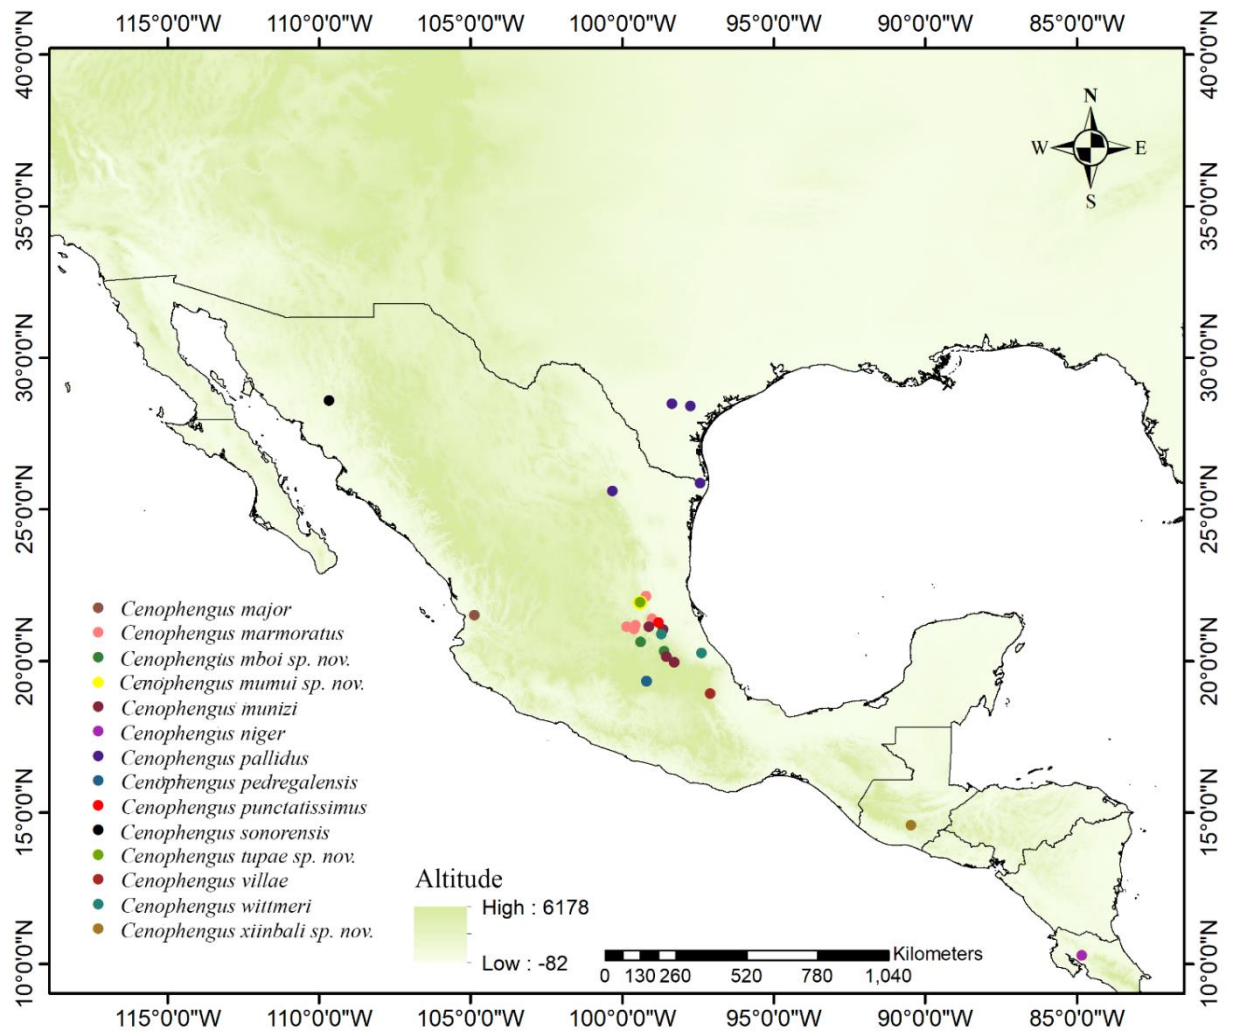 115°0'0"W 110°0'0"W 105°0'0"W 100°0'0"W 95°0'0"W 90°0'0"W 85°0'0"W
40°0'0"N 40°0'0"N
N
W E
S
35°0'0"N 35°0'0"N
30°0'0"N 30°0'0"N
25°0'0"N 25°0'0"N
Cenophengus major
Cenophengus marmoratus
Cenophengus mboi sp. nov.
Cenophengus mumui sp. nov.
Cenophengus munizi
Cenophengus niger
Cenophengus pallidus
Cenophengus pedregalensis
Cenophengus punctatissimus
Cenophengus sonorensis
Cenophengus tupae sp. nov.
Cenophengus villae
Cenophengus wittmeri
Cenophengus xiinbali sp. nov.
20°0'0"N 20°0'0"N
15°0'0"N 15°0'0"N
Altitude
High : 6178
Low : -82
Kilometers
0 130 260 520 780 1,040
10°0'0"N 10°0'0"N
115°0'0"W 110°0'0"W 105°0'0"W 100°0'0"W 95°0'0"W 90°0'0"W 85°0'0"W